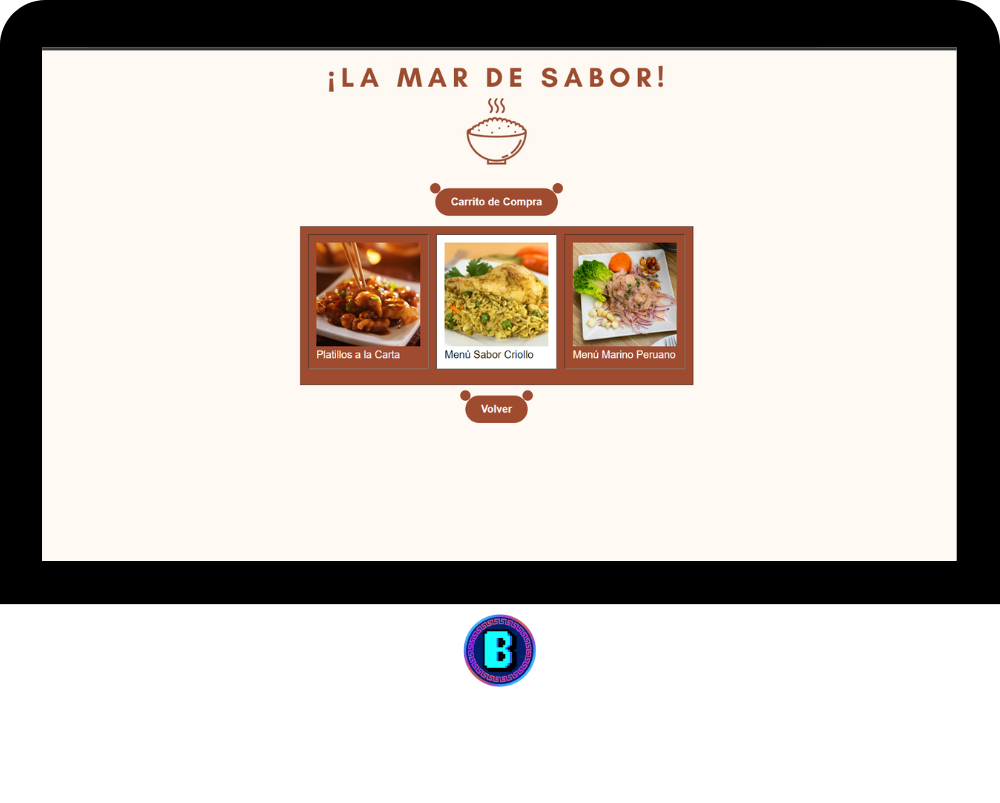 ¡LA MAR DE SABOR!
Carrito de Compra
Platillos a la Carta
Menú Sabor Criollo
Menú Marino Peruano
Volver
B